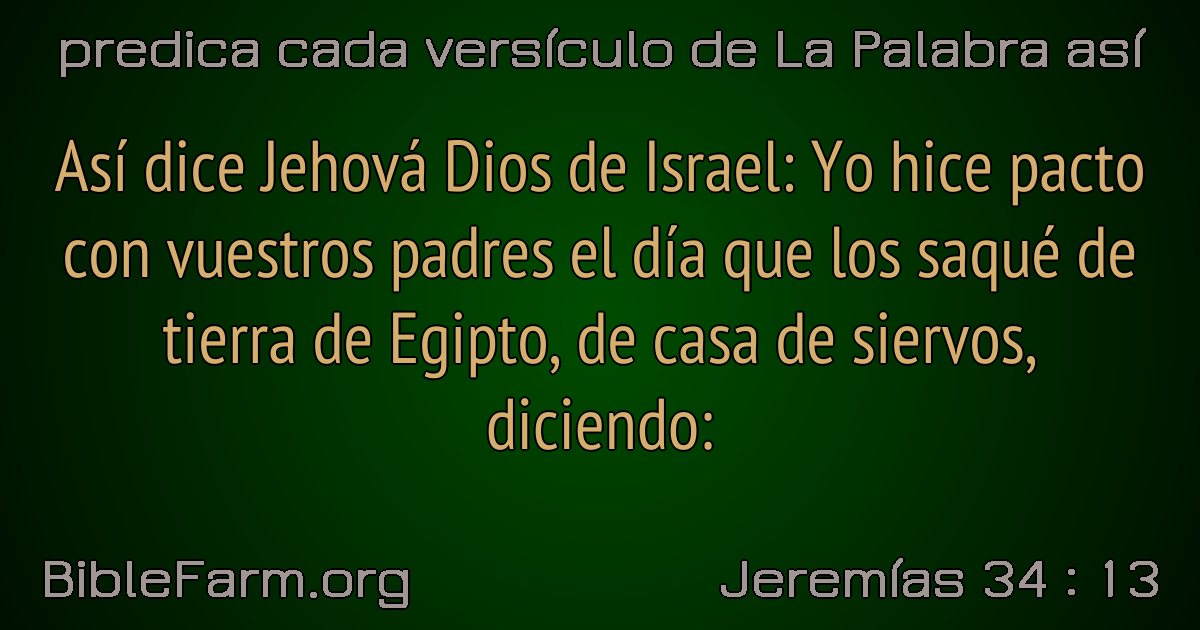 predica cada versículo de La Palabra así
Así dice Jehová Dios de Israel: Yo hice pacto
con vuestros padres el día que los saqué de
tierra de Egipto, de casa de siervos,
diciendo:
BibleFarm.org
Jeremías 34 : 13